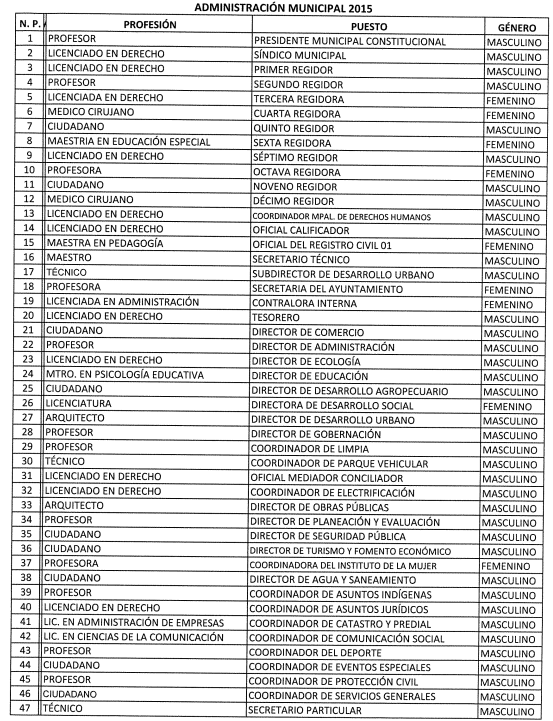 ADMINISTRACIÓN MUNICIPAL 2015
N. P. PROFESIÓN PUESTO GÉNERO
1 PROFESOR PRESIDENTE MUNICIPAL CONSTITUCIONAL MASCULINO
2 LICENCIADO EN DERECHO SÍNDICO MUNICIPAL MASCULINO
3 LICENCIADO EN DERECHO PRIMER REGIDOR MASCULINO
4 PROFESOR SEGUNDO REGIDOR MASCULINO
5 LICENCIADA EN DERECHO TERCERA REGIDORA FEMENINO
6 MEDICO CIRUJANO CUARTA REGIDORA FEMENINO
7 CIUDADANO QUINTO REGIDOR MASCULINO
8 MAESTRIA EN EDUCACIÓN ESPECIAL SEXTA REGIDORA FEMENINO
9 LICENCIADO EN DERECHO SÉPTIMO REGIDOR MASCULINO
10 PROFESORA OCTAVA REGIDORA FEMENINO
11 CIUDADANO NOVENO REGIDOR MASCULINO
12 MEDICO CIRUJANO DÉCIMO REGIDOR MASCULINO
13 LICENCIADO EN DERECHO COORDINADOR MPAL. DE DERECHOS HUMANOS MASCULINO
14 LICENCIADO EN DERECHO OFICIAL CALIFICADOR MASCULINO
15 MAESTRA EN PEDAGOGÍA OFICIAL DEL REGISTRO CIVIL 01 FEMENINO
16 MAESTRO SECRETARIO TÉCNICO MASCULINO
17 TÉCNICO SUBDIRECTOR DE DESARROLLO URBANO MASCULINO
18 PROFESORA SECRETARIA DEL AYUNTAMIENTO FEMENINO
19 LICENCIADA EN ADMINISTRACIÓN CONTRALORA INTERNA FEMENINO
20 LICENCIADO EN DERECHO TESORERO MASCULINO
21 CIUDADANO DIRECTOR DE COMERCIO MASCULINO
22 PROFESOR DIRECTOR DE ADMINISTRACIÓN MASCULINO
23 LICENCIADO EN DERECHO DIRECTOR DE ECOLOGÍA MASCULINO
24 MTRO. EN PSICOLOGÍA EDUCATIVA DIRECTOR DE EDUCACIÓN MASCULINO
25 CIUDADANO DIRECTOR DE DESARROLLO AGROPECUARIO MASCULINO
26 LICENCIATURA DIRECTORA DE DESARROLLO SOCIAL FEMENINO
27 ARQUITECTO DIRECTOR DE DESARROLLO URBANO MASCULINO
28 PROFESOR DIRECTOR DE GOBERNACIÓN MASCULINO
29 PROFESOR COORDINADOR DE LIMPIA MASCULINO
30 TÉCNICO COORDINADOR DE PARQUE VEHICULAR MASCULINO
31 LICENCIADO EN DERECHO OFICIAL MEDIADOR CONCILIADOR MASCULINO
32 LICENCIADO EN DERECHO COORDINADOR DE ELECTRIFICACIÓN MASCULINO
33 ARQUITECTO DIRECTOR DE OBRAS PÚBLICAS MASCULINO
34 PROFESOR DIRECTOR DE PLANEACIÓN Y EVALUACIÓN MASCULINO
35 CIUDADANO DIRECTOR DE SEGURIDAD PÚBLICA MASCULINO
36 CIUDADANO DIRECTOR DE TURISMO Y FOMENTO ECONÓMICO MASCULINO
37 PROFESORA COORDINADORA DEL INSTITUTO DE LA MUJER FEMENINO
38 CIUDADANO DIRECTOR DE AGUA Y SANEAMIENTO MASCULINO
39 PROFESOR COORDINADOR DE ASUNTOS INDÍGENAS MASCULINO
40 LICENCIADO EN DERECHO COORDINADOR DE ASUNTOS JURÍDICOS MASCULINO
41 LIC. EN ADMINISTRACIÓN DE EMPRESAS COORDINADOR DE CATASTRO Y PREDIAL MASCULINO
42 LIC. EN CIENCIAS DE LA COMUNICACIÓN COORDINADOR DE COMUNICACIÓN SOCIAL MASCULINO
43 PROFESOR COORDINADOR DEL DEPORTE MASCULINO
44 CIUDADANO COORDINADOR DE EVENTOS ESPECIALES MASCULINO
45 PROFESOR COORDINADOR DE PROTECCIÓN CIVIL MASCULINO
46 CIUDADANO COORDINADOR DE SERVICIOS GENERALES MASCULINO
47 TÉCNICO SECRETARIO PARTICULAR MASCULINO